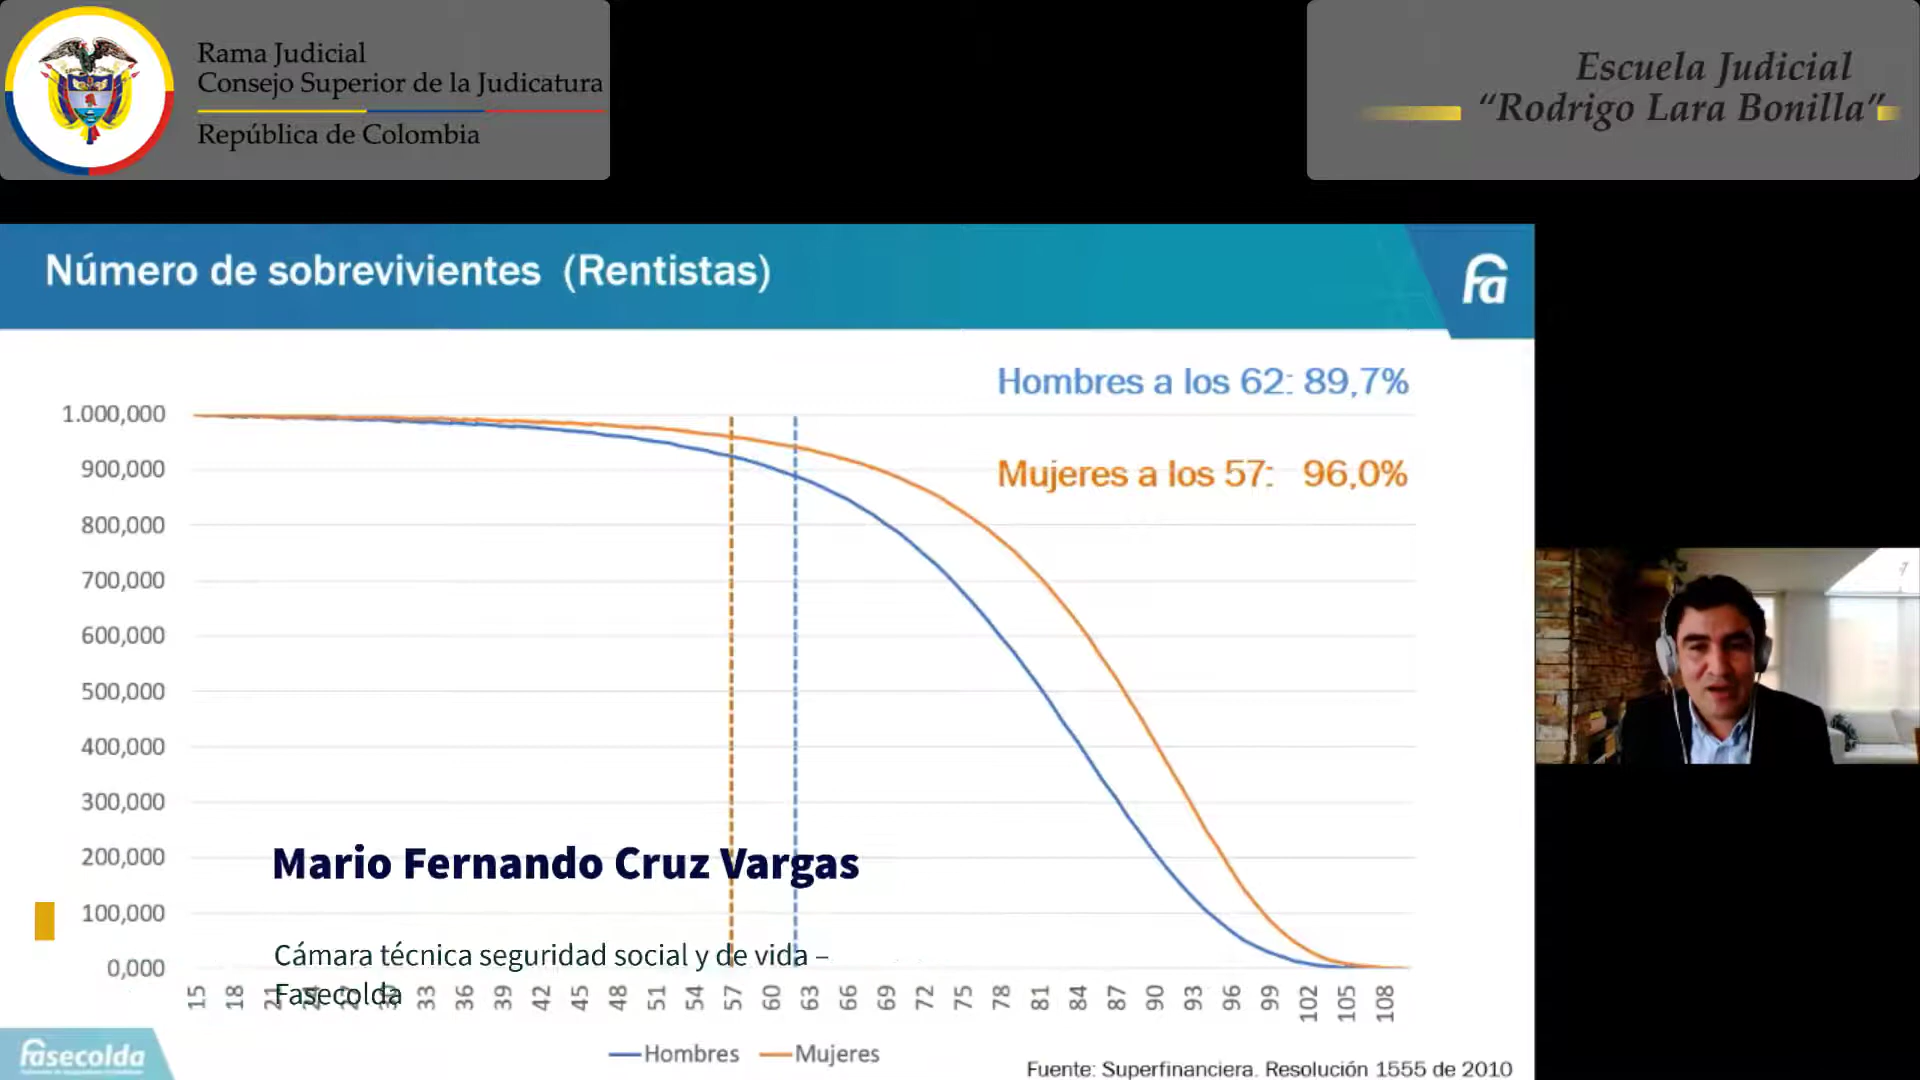 Rama Judicial
Consejo Superior de la Judicatura
República de Colombia
Escuela Judicial
“Rodrigo Lara Bonilla”
Número de sobrevivientes (Rentistas)
Hombres a los 62: 89,7%
Mujeres a los 57: 96,0%
1.000,000
900,000
800,000
700,000
600,000
500,000
400,000
300,000
200,000
100,000
0,000
Mario Fernando Cruz Vargas
Cámara técnica seguridad social y de vida –
Fasecolda
15 18 33 36 39 42 45 48 51 54 57 60 63 66 69 72 75 78 81 84 87 90 93 96 99 102 105 108
Hombres Mujeres
Fuente: Superfinanciera. Resolución 1555 de 2010
fasecolda